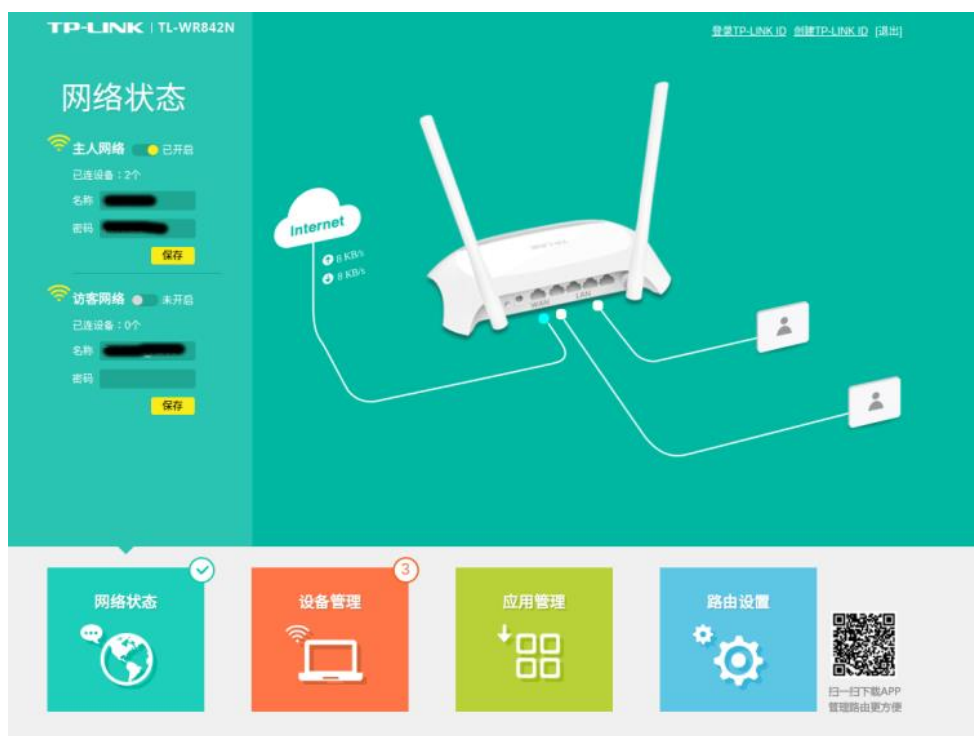 TP-LINK | TL-WR842N
登录TP-LINK ID 创建TP-LINK ID [退出]
网络状态
主人网络 已开启
已连设备:2个
名称
密码
保存
访客网络 未开启
已连设备:0个
名称
密码
保存
Internet
8 KB/s
8 KB/s
WAN LAN
网络状态
设备管理
3
应用管理
路由设置
扫一扫下载APP
管理路由更方便